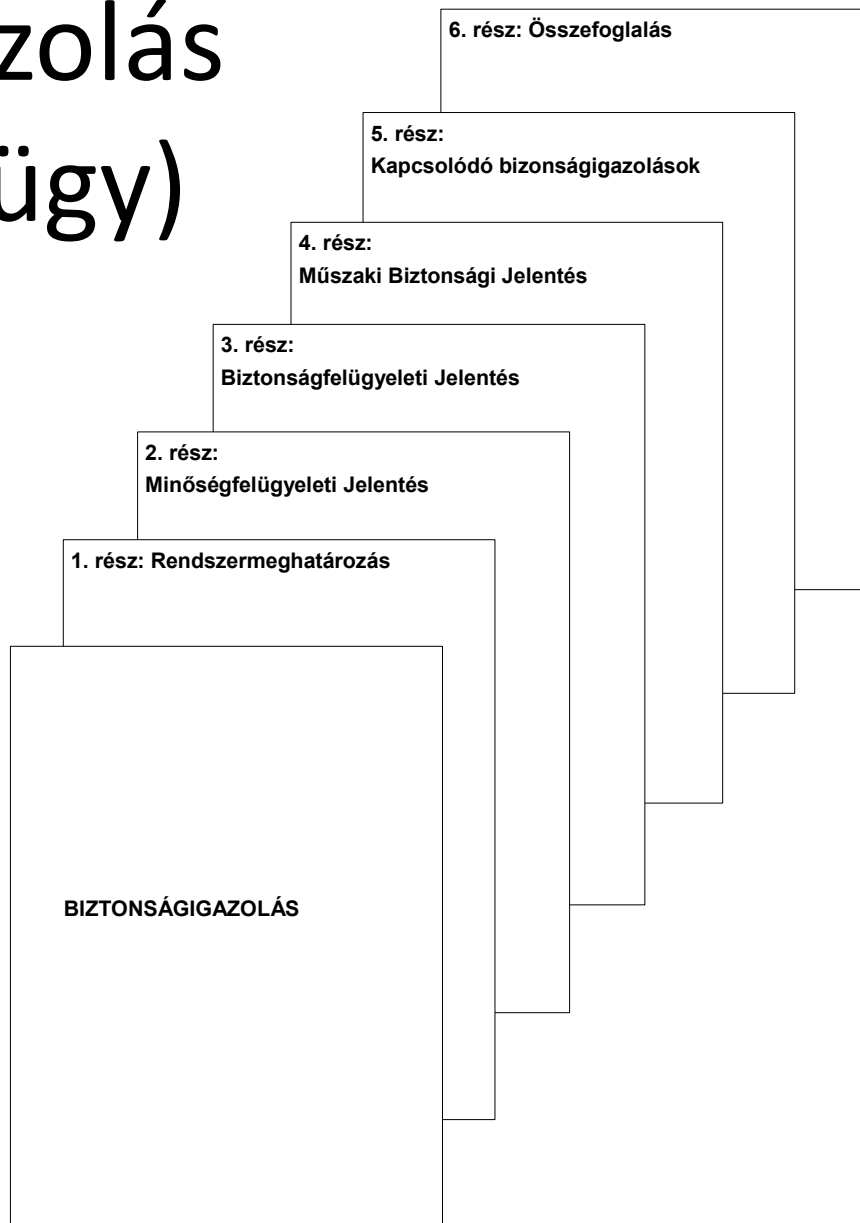 zolás
ügy)
6. rész: Összefoglalás
5. rész:
Kapcsolódó bizonságigazolások
4. rész:
Műszaki Biztonsági Jelentés
3. rész:
Biztonságfelügyeleti Jelentés
2. rész:
Minőségfelügyeleti Jelentés
1. rész: Rendszermeghatározás
BIZTONSÁGIGAZOLÁS